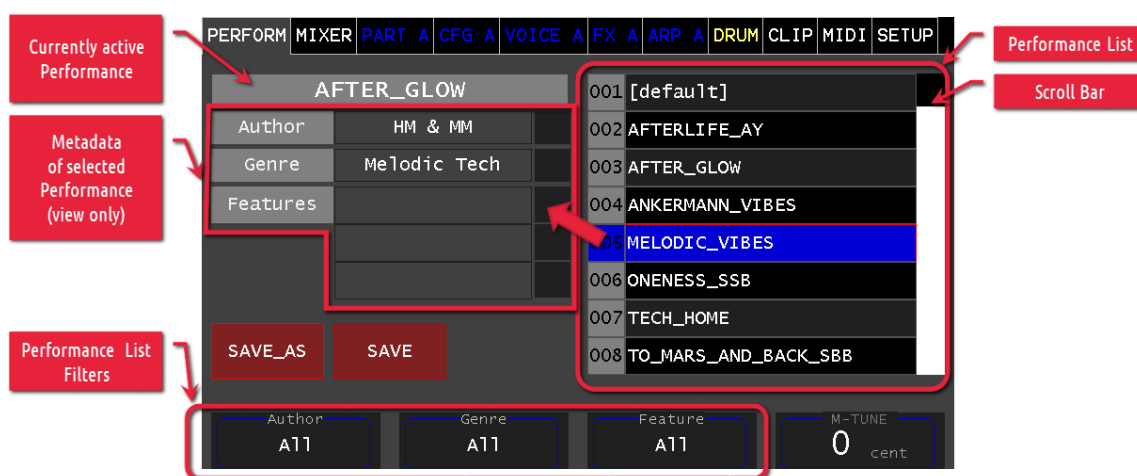 Currently active
Performance
Metadata
of selected
Performance
(view only)
Performance List
Filters
PERFORM MIXER PART A CFG A VOICE A FX A ARP A DRUM CLIP MIDI SETUP
AFTER_GLOW
Author HM & MM
Genre Melodic Tech
Features
SAVE_AS SAVE
001 [default]
002 AFTERLIFE_AY
003 AFTER_GLOW
004 ANKERMANN_VIBES
005 MELODIC_VIBES
006 ONENESS_SSB
007 TECH_HOME
008 TO_MARS_AND_BACK_SBB
Performance List
Scroll Bar
Author
All
Genre
All
Feature
All
M-TUNE
0 cent